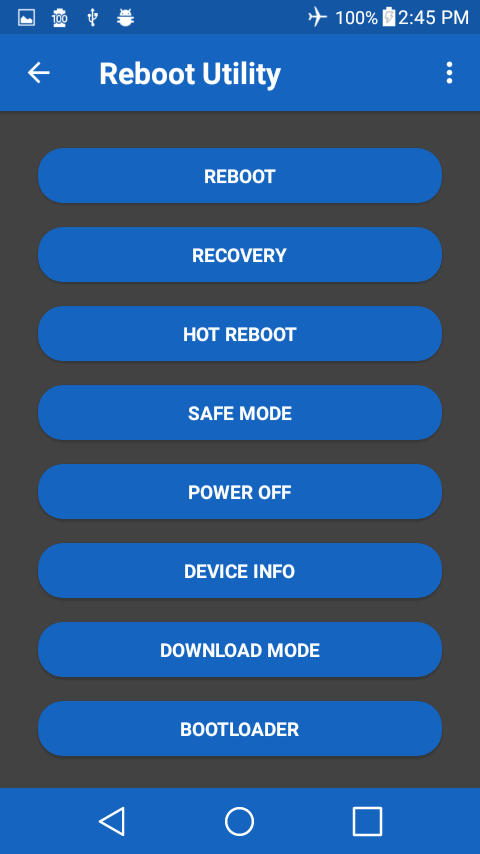 100 100% 2:45 PM
Reboot Utility
REBOOT
RECOVERY
HOT REBOOT
SAFE MODE
POWER OFF
DEVICE INFO
DOWNLOAD MODE
BOOTLOADER